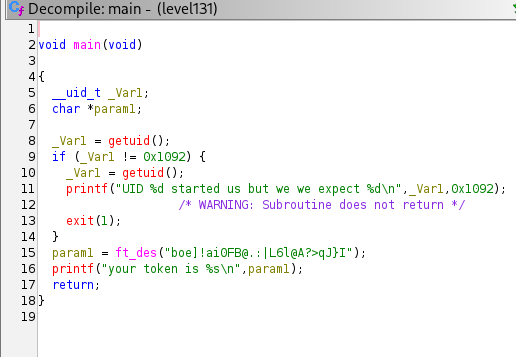 Decompile: main - (level131)
1
2 void main(void)
3
4 {
5 __uid_t _Var1;
6 char *param1;
7
8 _Var1 = getuid();
9 if (_Var1 != 0x1092) {
10 _Var1 = getuid();
11 printf("UID %d started us but we we expect %d\n",_Var1,0x1092);
12 /* WARNING: Subroutine does not return */
13 exit(1);
14 }
15 param1 = ft_des("boe]!ai0FB@.:|L6l@A?>qJ}I");
16 printf("your token is %s\n",param1);
17 return;
18 }
19